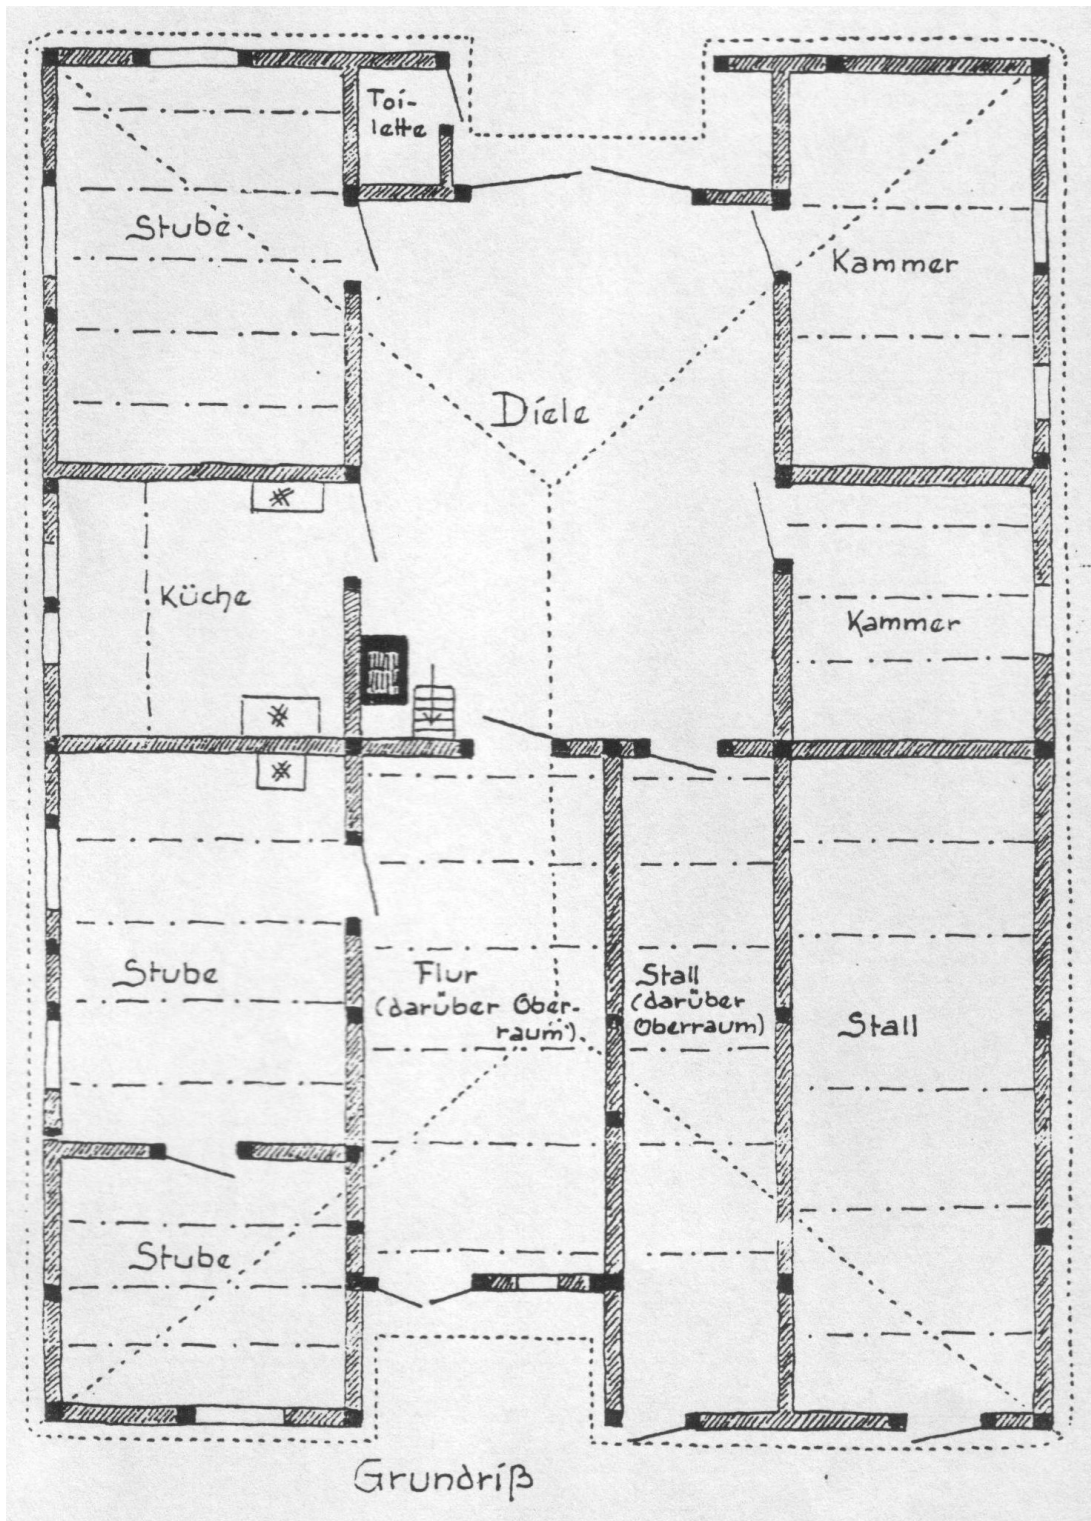 Toi-
lette
Stube
Kammer
Diele
Küche
Kammer
Stube
Flur
(darüber Ober-
raum)
Stall
(darüber
Oberraum)
Stall
Stube
Grundriß